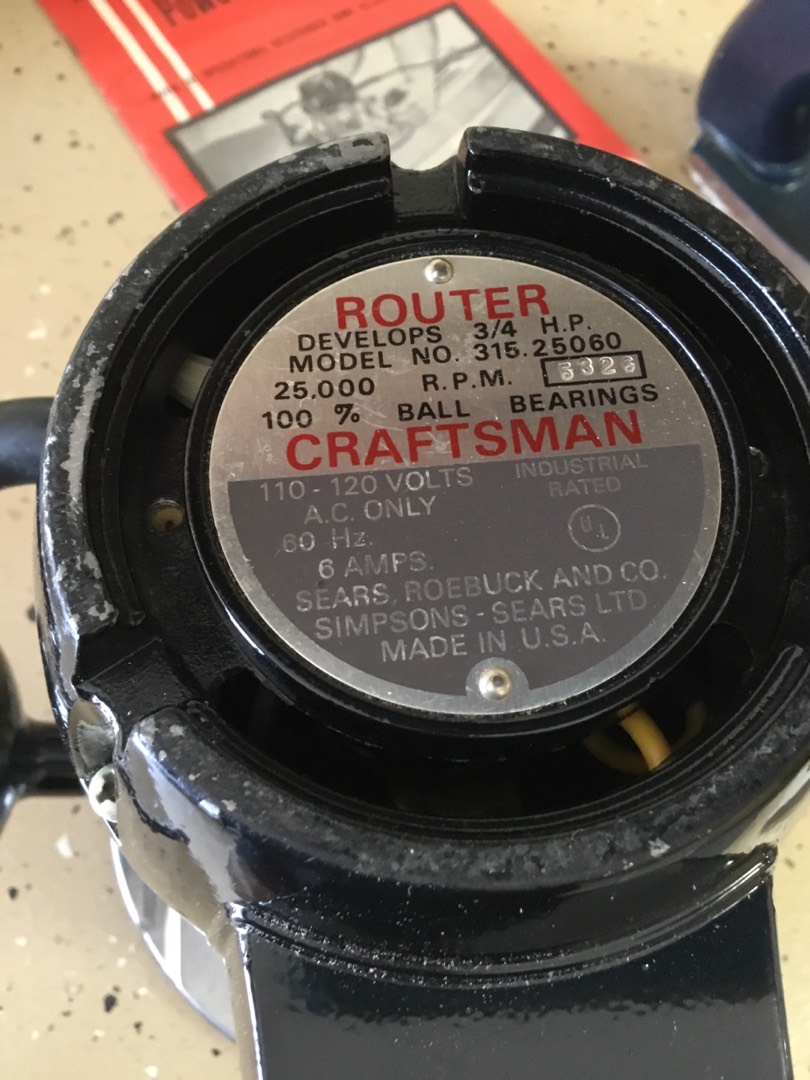 ROUTER
DEVELOPS 3/4 H.P.
MODEL NO. 315.25060
25,000 R.P.M.
100 % BALL BEARINGS
CRAFTSMAN
110-120 VOLTS
INDUSTRIAL RATED
A.C. ONLY
60 Hz.
UL
6 AMPS.
SEARS, ROEBUCK AND CO.
SIMPSONS-SEARS LTD
MADE IN U.S.A.